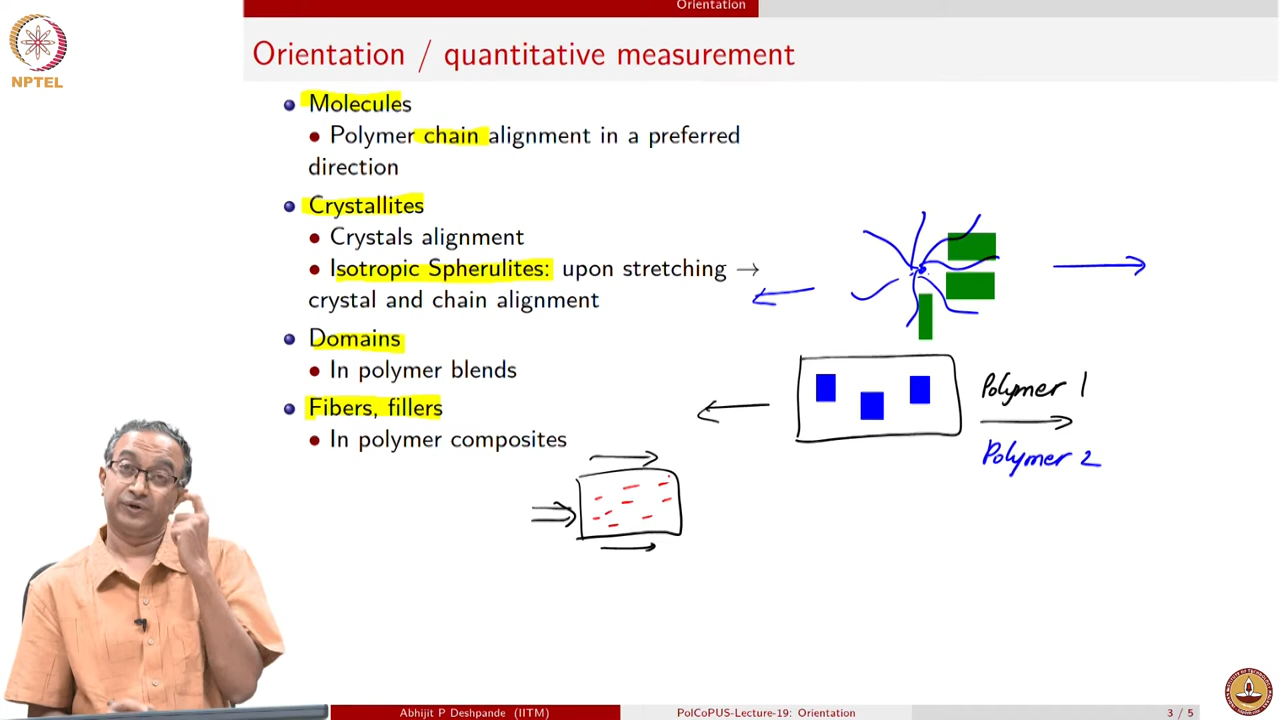 Orientation
NPTEL
Orientation / quantitative measurement
Molecules
Polymer chain alignment in a preferred
direction
Crystallites
Crystals alignment
Isotropic Spherulites: upon stretching →
crystal and chain alignment
Domains
In polymer blends
Fibers, fillers
In polymer composites
Polymer 1
Polymer 2
Abhijit P Deshpande (IITM)
PolCoPUS-Lecture-19: Orientation
3 / 5